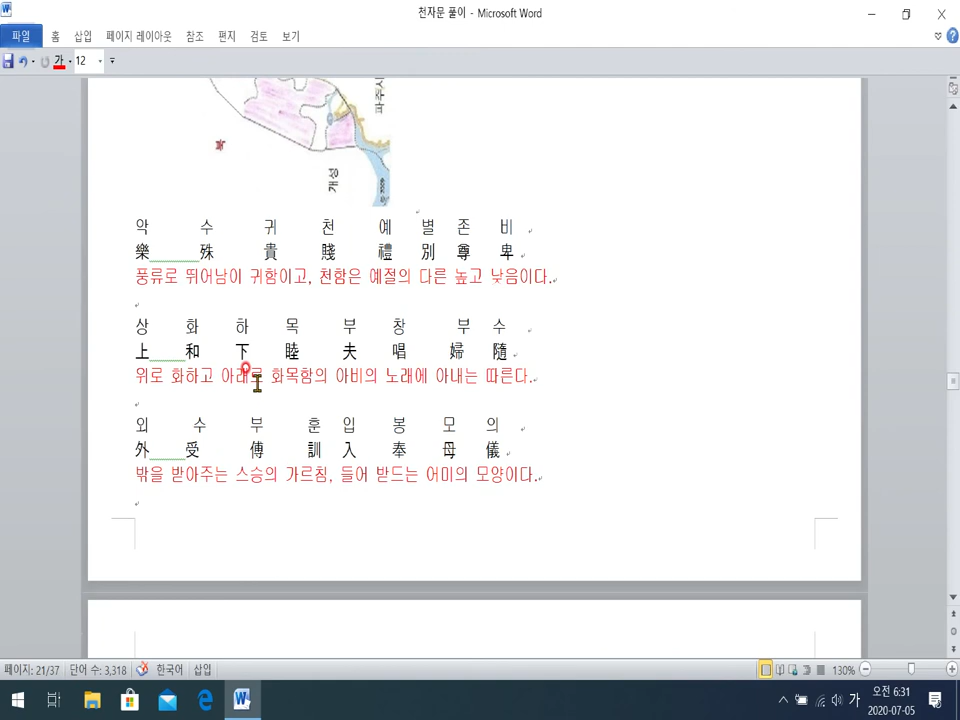 천자문 풀이 - Microsoft Word
파일 홈 삽입 페이지 레이아웃 참조 편지 검토 보기
가 12
파주시
북
개성
악 수 귀 천 예 별 존 비
樂 殊 貴 賤 禮 別 尊 卑
풍류로 뛰어남이 귀함이고, 천함은 예절의 다른 높고 낮음이다.
상 화 하 목 부 창 부 수
上 和 下 睦 夫 唱 婦 隨
위로 화하고 아래로 화목함의 아비의 노래에 아내는 따른다.
외 수 부 훈 입 봉 모 의
外 受 傅 訓 入 奉 母 儀
밖을 받아주는 스승의 가르침, 들어 받드는 어미의 모양이다.
페이지: 21/37 단어 수: 3,318 한국어 삽입 130%
가 오전 6:31
2020-07-05